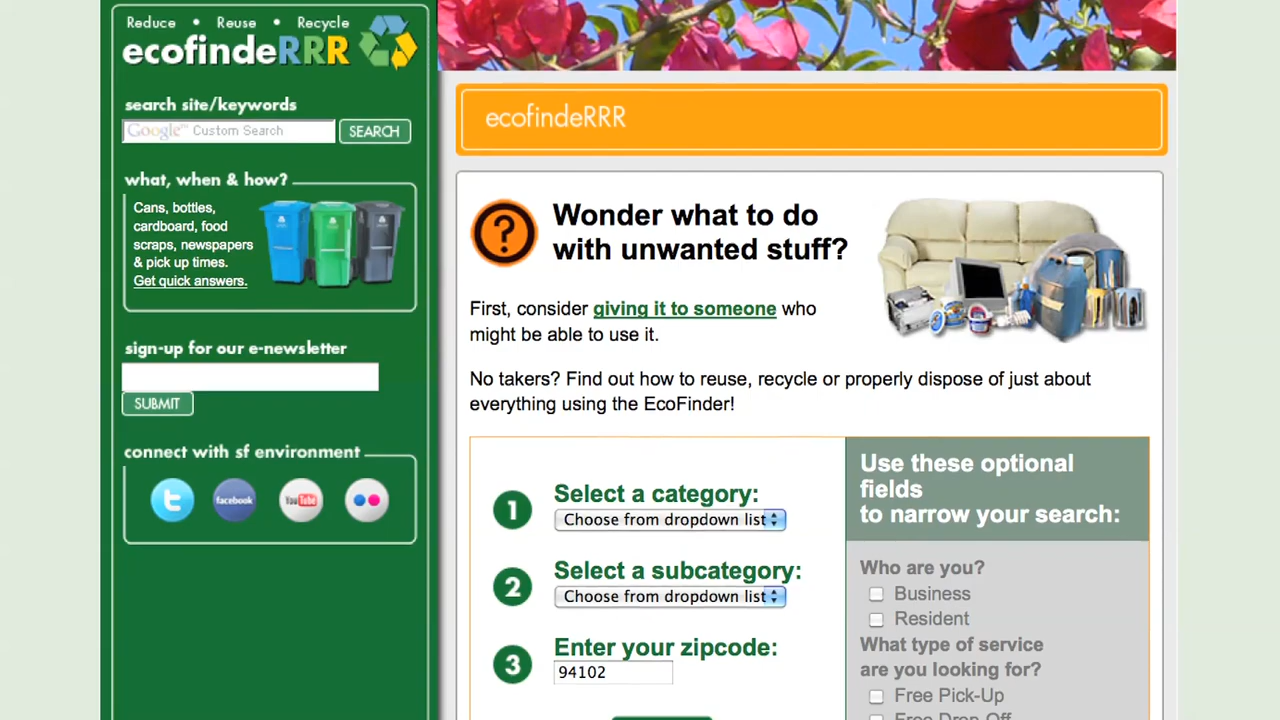 Reduce • Reuse • Recycle
ecofindeRRR
search site/keywords
Google™ Custom Search
SEARCH
what, when & how?
Cans, bottles,
cardboard, food
scraps, newspapers
& pick up times.
Get quick answers.
sign-up for our e-newsletter
SUBMIT
connect with sf environment
facebook
YouTube
ecofindeRRR
Wonder what to do
with unwanted stuff?
First, consider giving it to someone who
might be able to use it.
No takers? Find out how to reuse, recycle or properly dispose of just about
everything using the EcoFinder!
1 Select a category:
Choose from dropdown list
2 Select a subcategory:
Choose from dropdown list
3 Enter your zipcode:
94102
Use these optional
fields
to narrow your search:
Who are you?
Business
Resident
What type of service
are you looking for?
Free Pick-Up
Free Drop-Off